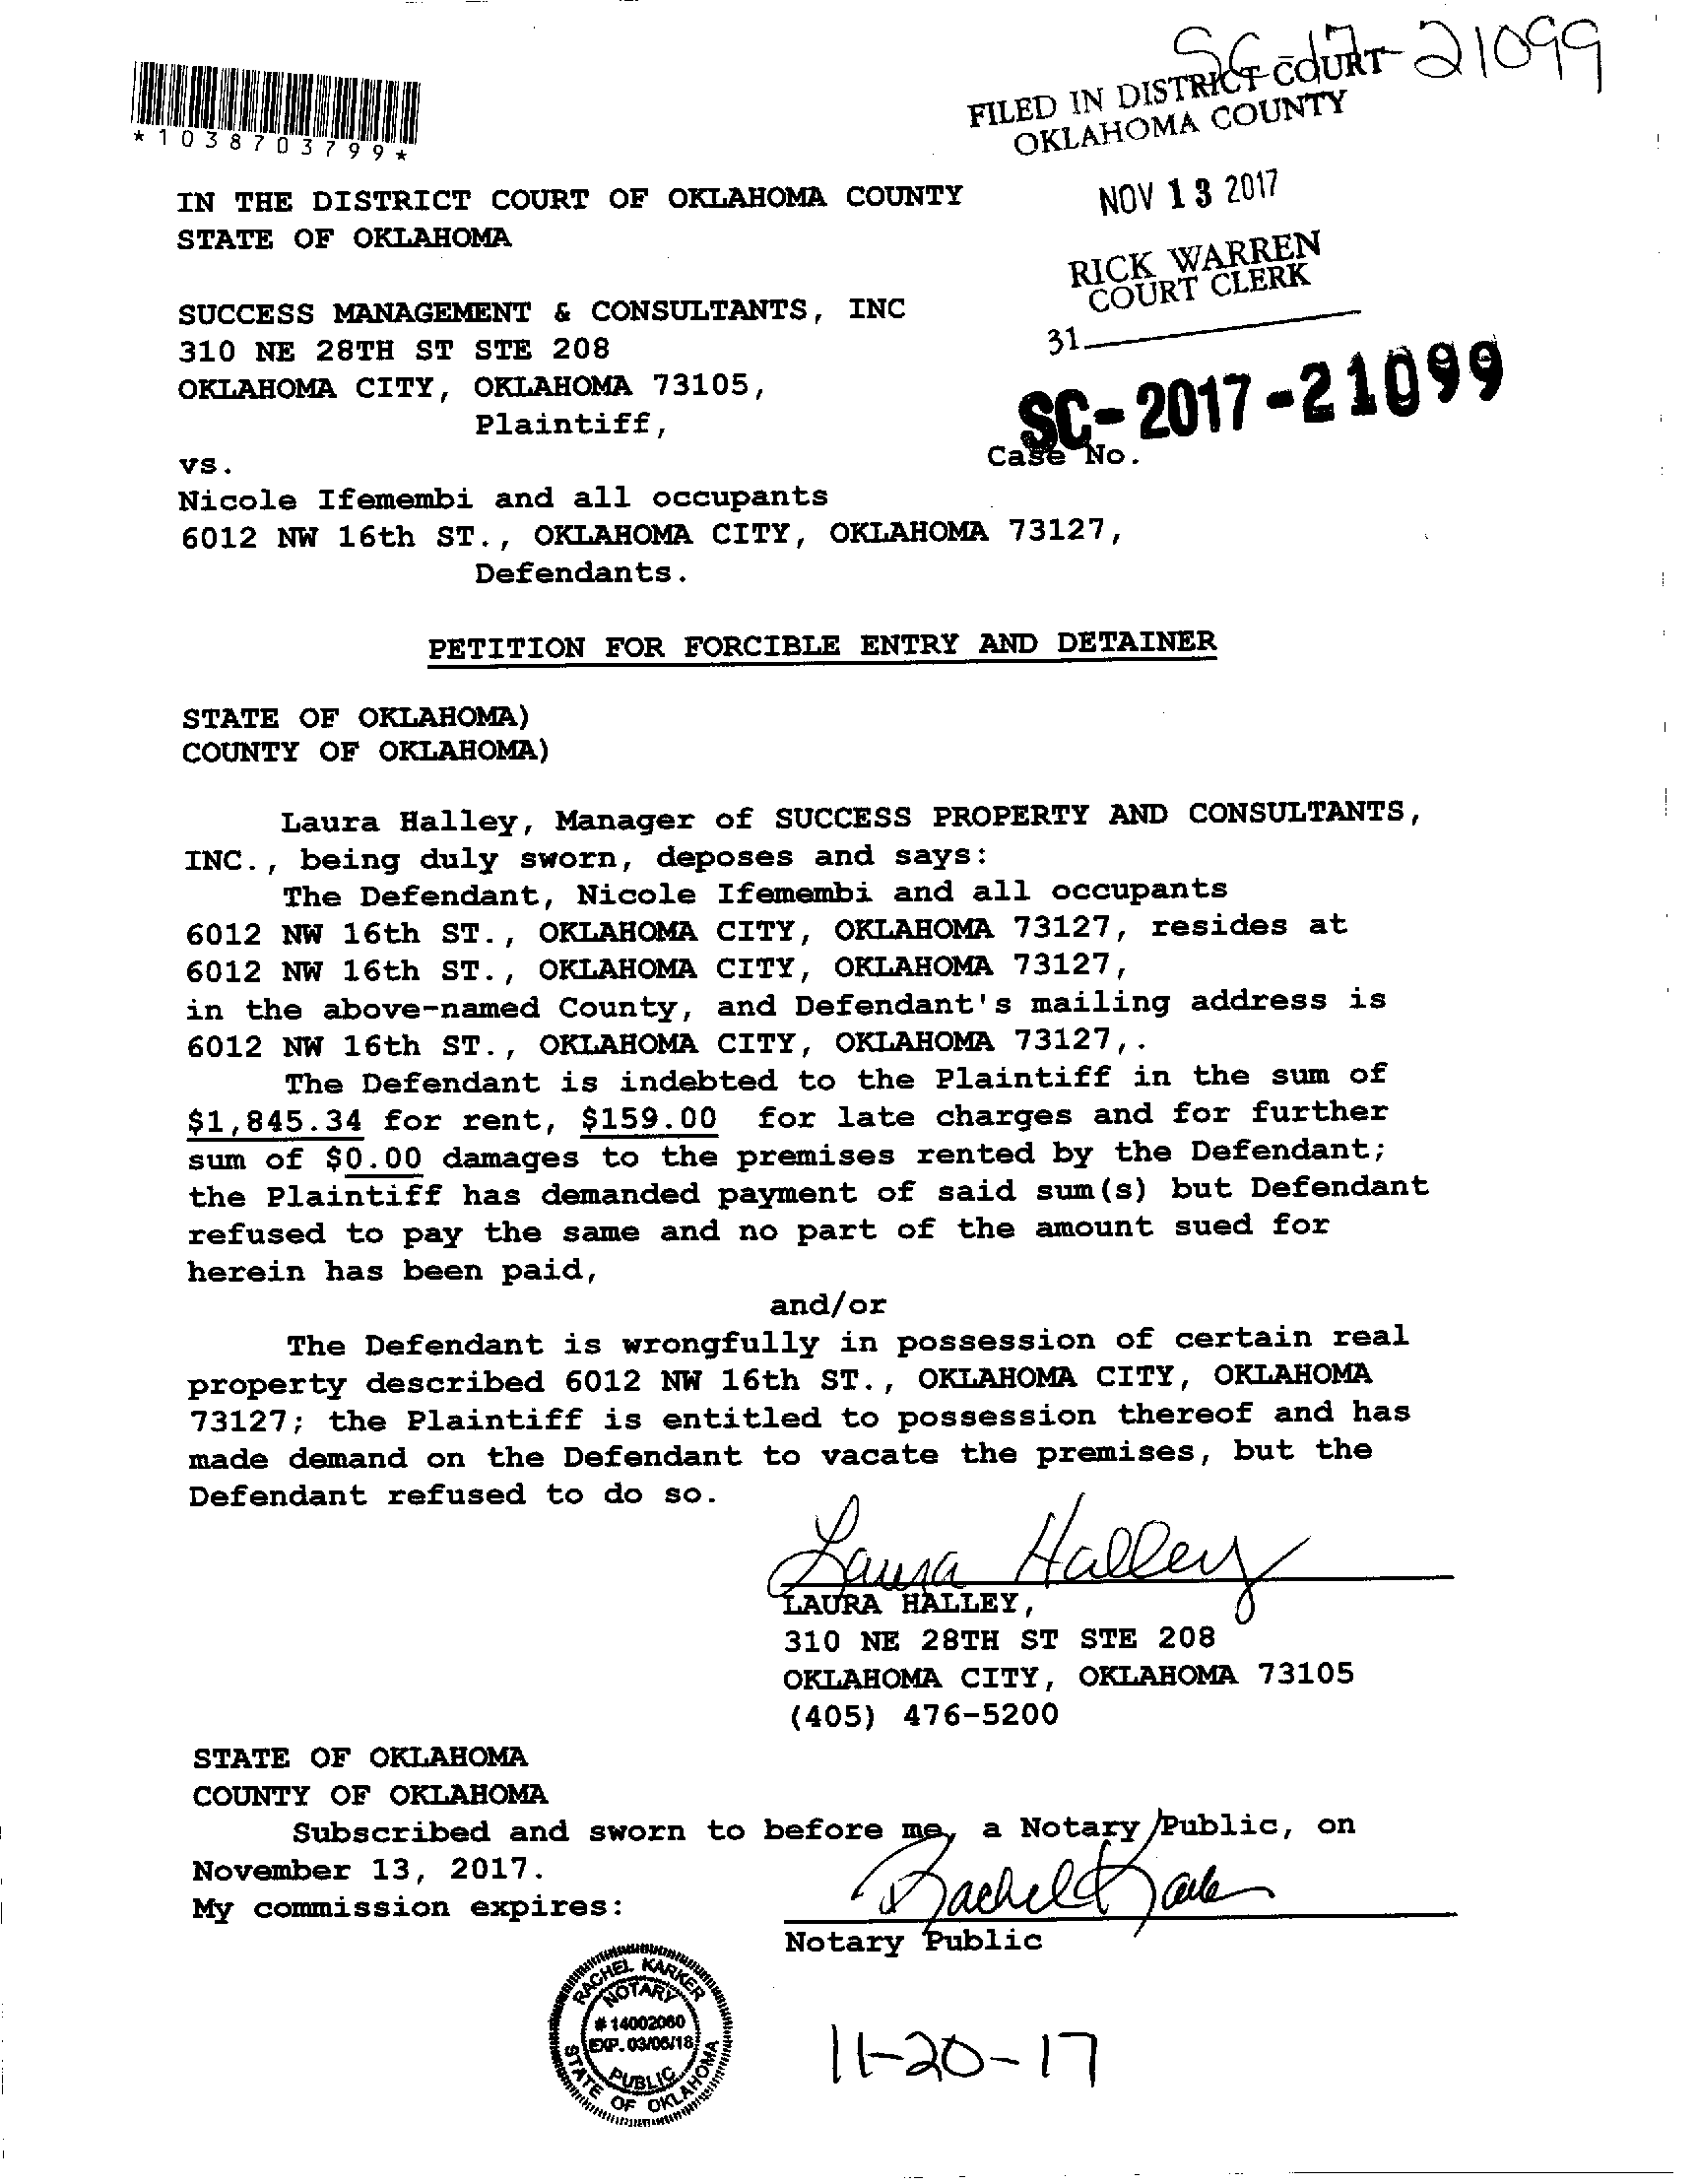 SC-17-21099
FILED IN DISTRICT COURT
OKLAHOMA COUNTY
*1038703799*
NOV 13 2017
IN THE DISTRICT COURT OF OKLAHOMA COUNTY
STATE OF OKLAHOMA
RICK WARREN
COURT CLERK
31
SUCCESS MANAGEMENT & CONSULTANTS, INC
310 NE 28TH ST STE 208
OKLAHOMA CITY, OKLAHOMA 73105,
Plaintiff,
SC-2017-21099
vs. Case No.
Nicole Ifemembi and all occupants
6012 NW 16th ST., OKLAHOMA CITY, OKLAHOMA 73127,
Defendants.
PETITION FOR FORCIBLE ENTRY AND DETAINER
STATE OF OKLAHOMA)
COUNTY OF OKLAHOMA)
Laura Halley, Manager of SUCCESS PROPERTY AND CONSULTANTS,
INC., being duly sworn, deposes and says:
The Defendant, Nicole Ifemembi and all occupants
6012 NW 16th ST., OKLAHOMA CITY, OKLAHOMA 73127, resides at
6012 NW 16th ST., OKLAHOMA CITY, OKLAHOMA 73127,
in the above-named County, and Defendant's mailing address is
6012 NW 16th ST., OKLAHOMA CITY, OKLAHOMA 73127,.
The Defendant is indebted to the Plaintiff in the sum of
$1,845.34 for rent, $159.00 for late charges and for further
sum of $0.00 damages to the premises rented by the Defendant;
the Plaintiff has demanded payment of said sum(s) but Defendant
refused to pay the same and no part of the amount sued for
herein has been paid,
and/or
The Defendant is wrongfully in possession of certain real
property described 6012 NW 16th ST., OKLAHOMA CITY, OKLAHOMA
73127; the Plaintiff is entitled to possession thereof and has
made demand on the Defendant to vacate the premises, but the
Defendant refused to do so.
Laura Halley
LAURA HALLEY,
310 NE 28TH ST STE 208
OKLAHOMA CITY, OKLAHOMA 73105
(405) 476-5200
STATE OF OKLAHOMA
COUNTY OF OKLAHOMA
Subscribed and sworn to before me, a Notary Public, on
November 13, 2017.
My commission expires:
Rachel Karker
Notary Public
RACHEL KARKER
NOTARY
# 14002060
EXP. 03/06/18
PUBLIC
STATE OF OKLAHOMA
11-20-17